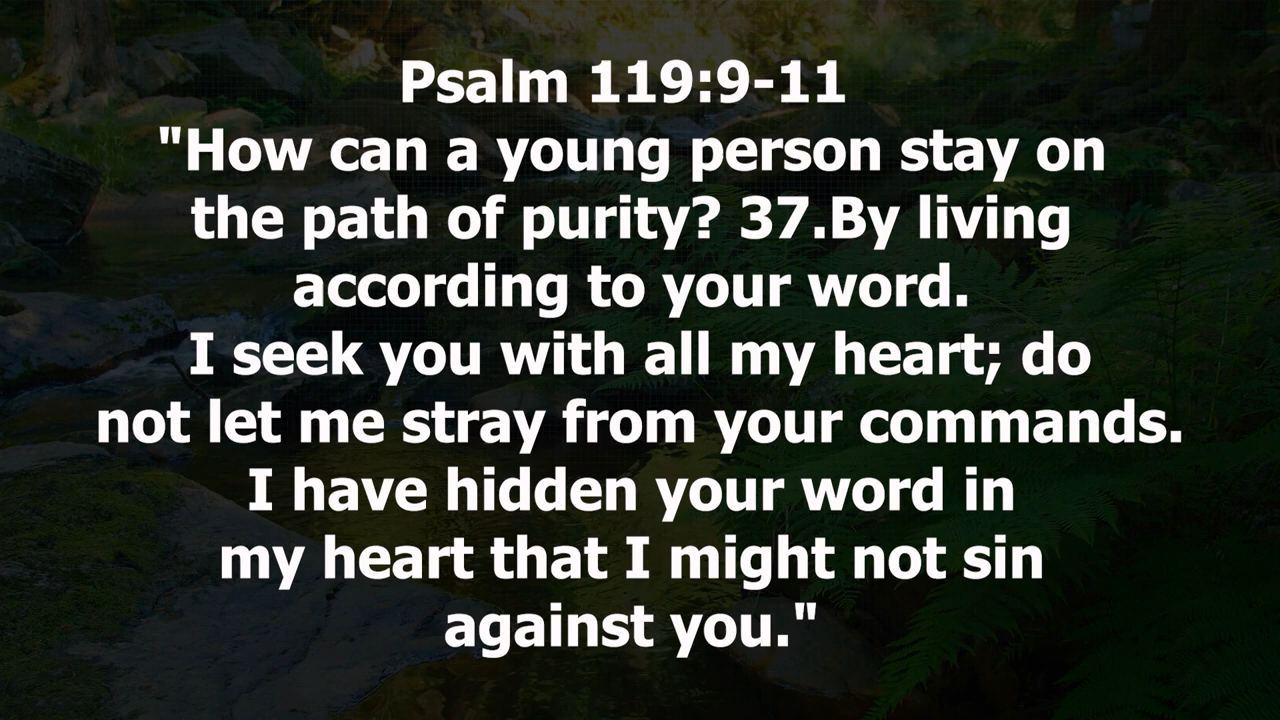 Psalm 119:9-11
"How can a young person stay on
the path of purity? 37.By living
according to your word.
I seek you with all my heart; do
not let me stray from your commands.
I have hidden your word in
my heart that I might not sin
against you."